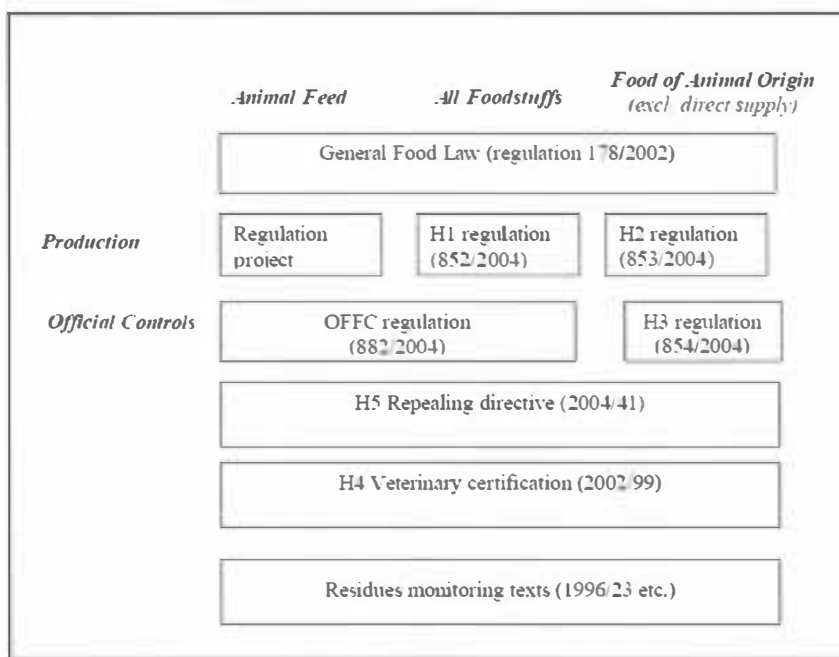 Animal Feed All Foodstuffs Food of Animal Origin
(excl. direct supply)
General Food Law (regulation 178/2002)
Production
Regulation
project
H1 regulation
(852/2004)
H2 regulation
(853/2004)
Official Controls
OFFC regulation
(882/2004)
H3 regulation
(854/2004)
H5 Repealing directive (2004/41)
H4 Veterinary certification (2002/99)
Residues monitoring texts (1996/23 etc.)